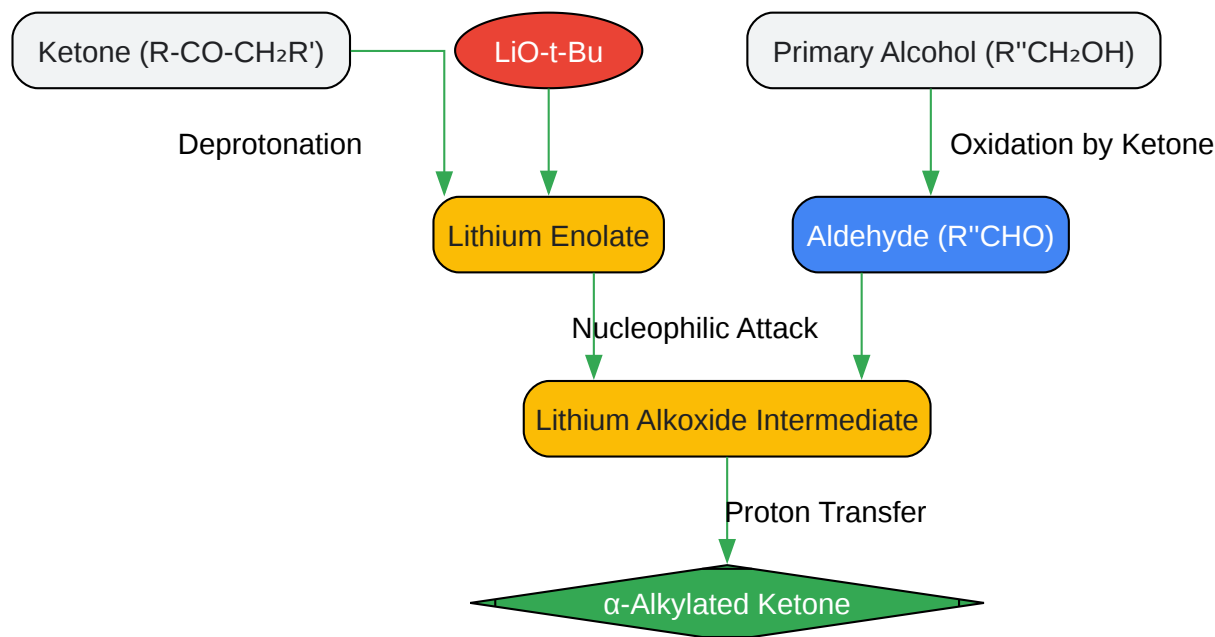 Ketone (R-CO-CH₂R')
LiO-t-Bu
Primary Alcohol (R''CH₂OH)
Deprotonation
Oxidation by Ketone
Lithium Enolate
Aldehyde (R''CHO)
Nucleophilic Attack
Lithium Alkoxide Intermediate
Proton Transfer
α-Alkylated Ketone